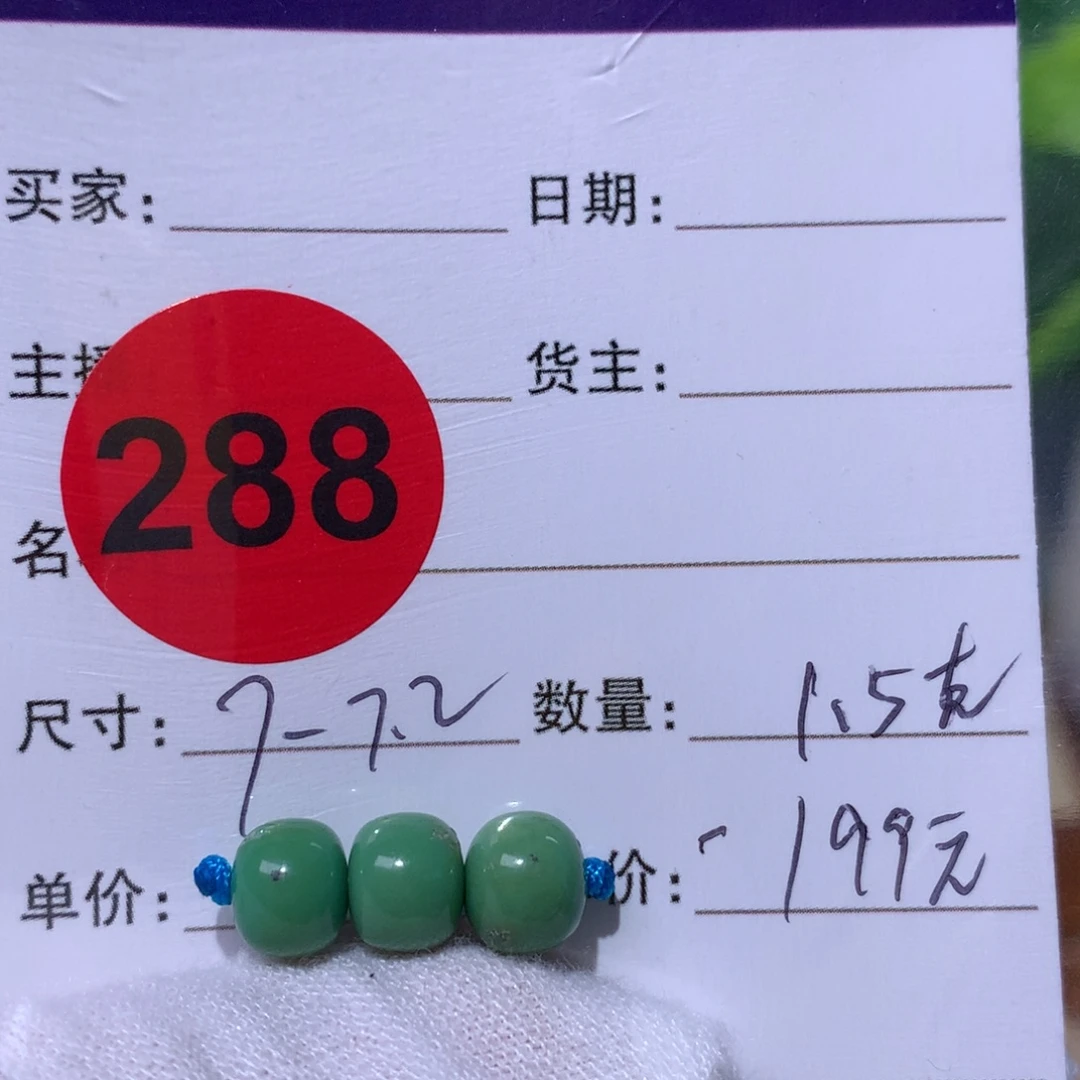 买家： 日期：
主播 货主：
288
名
尺寸： 7-7.2 数量： 1.5克
单价： 价： 199元